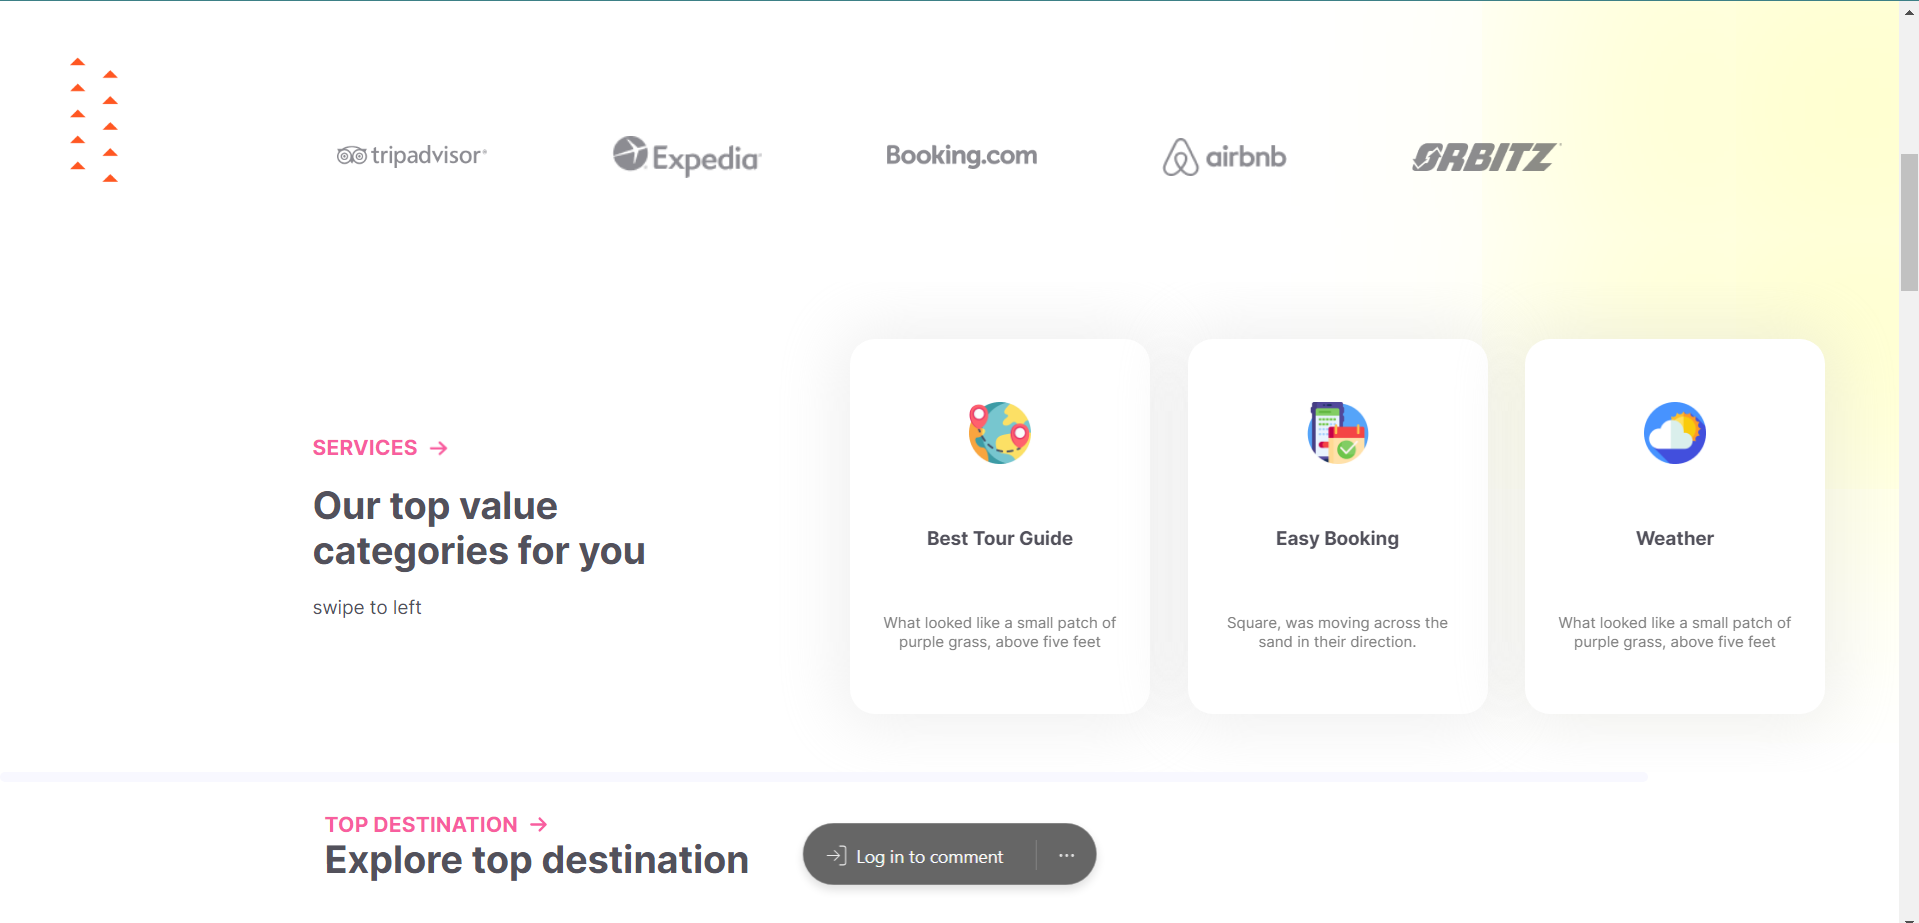 tripadvisor®
Expedia
Booking.com
airbnb
ORBITZ
SERVICES →
Our top value
categories for you
swipe to left
Best Tour Guide
What looked like a small patch of
purple grass, above five feet
Easy Booking
Square, was moving across the
sand in their direction.
Weather
What looked like a small patch of
purple grass, above five feet
TOP DESTINATION →
Explore top destination
Log in to comment